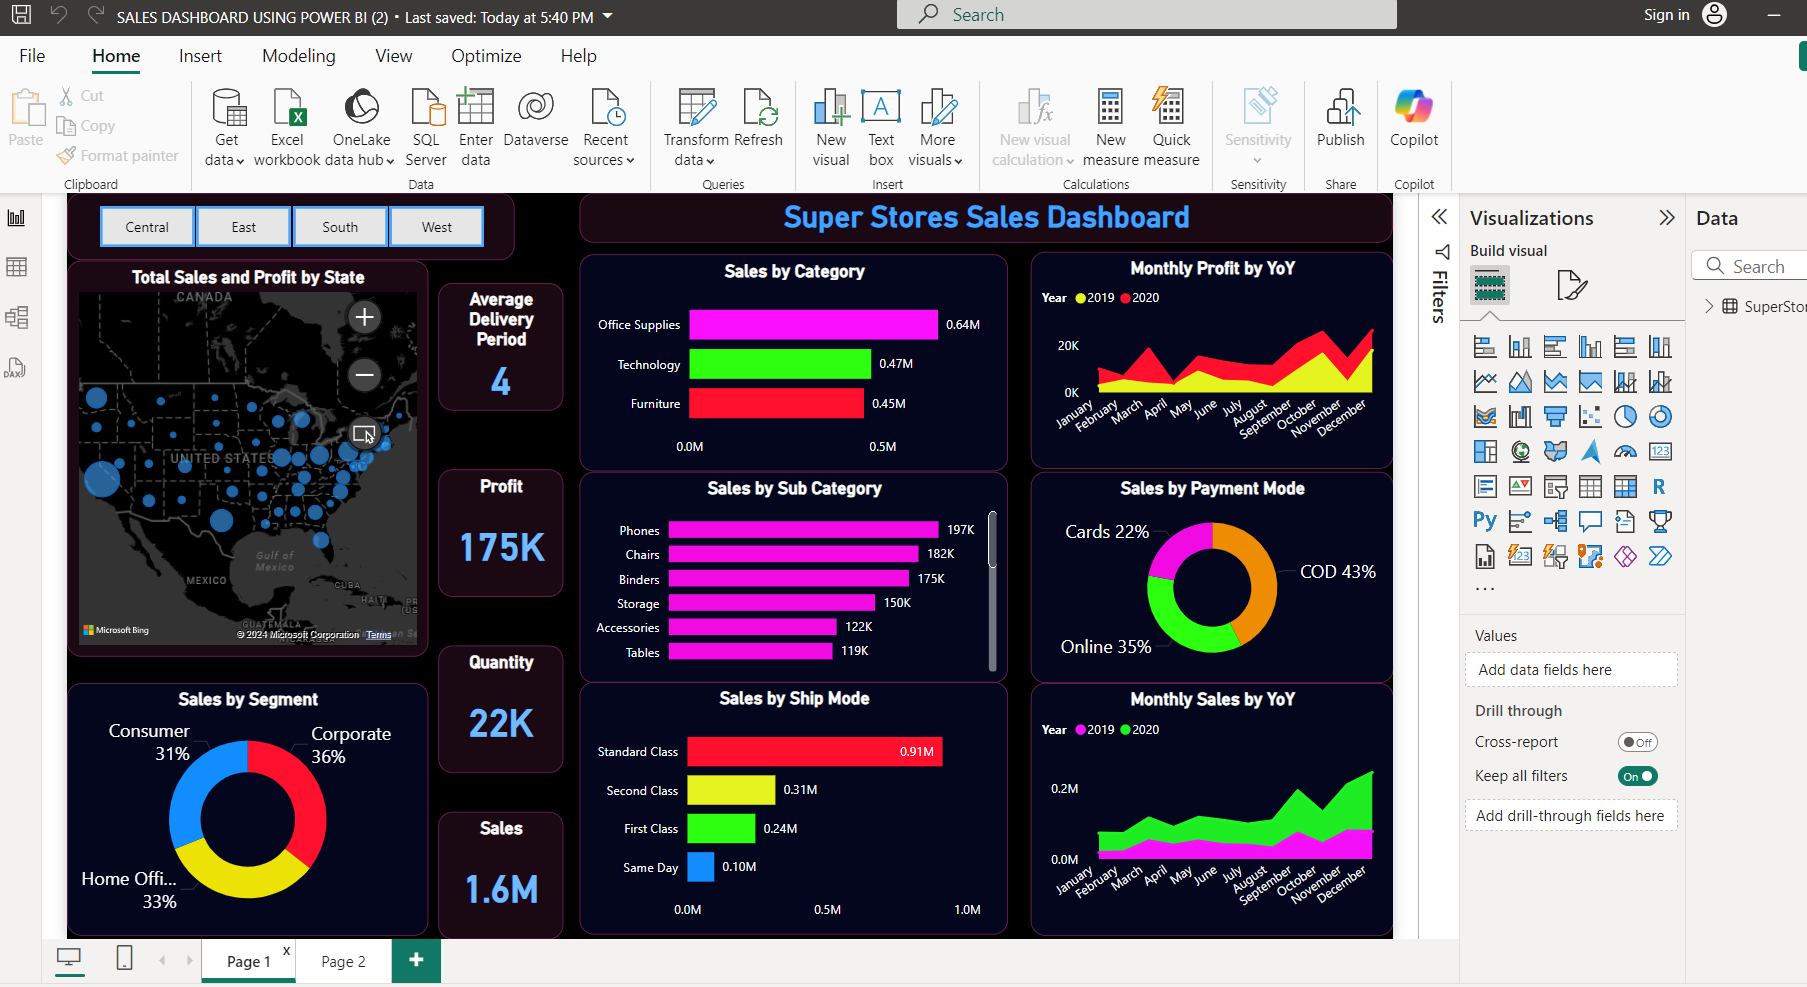 SALES DASHBOARD USING POWER BI (2) • Last saved: Today at 5:40 PM
Search
Sign in
File
Home
Insert
Modeling
View
Optimize
Help
Paste
Cut
Copy
Format painter
Clipboard
Get data
Excel workbook
OneLake data hub
SQL Server
Enter data
Dataverse
Recent sources
Data
Transform data
Refresh
Queries
New visual
Text box
More visuals
Insert
New visual calculation
New measure
Quick measure
Calculations
Sensitivity
Sensitivity
Publish
Share
Copilot
Copilot
DAX
Central
East
South
West
Super Stores Sales Dashboard
Total Sales and Profit by State
CANADA
UNITED STATES
Gulf of
Mexico
MEXICO
CUBA
HAITI
PR
(US
GUATEMALA
NICARAGUA
Microsoft Bing
© 2024 Microsoft Corporation
Terms
Average
Delivery
Period
4
Profit
175K
Quantity
22K
Sales
1.6M
Sales by Category
Office Supplies
0.64M
Technology
0.47M
Furniture
0.45M
0.0M
0.5M
Monthly Profit by YoY
Year 2019 2020
20K
0K
January
February
March
April
May
June
July
August
September
October
November
December
Sales by Sub Category
Phones
197K
Chairs
182K
Binders
175K
Storage
150K
Accessories
122K
Tables
119K
Sales by Payment Mode
Cards 22%
COD 43%
Online 35%
Sales by Segment
Consumer
31%
Corporate
36%
Home Offi...
33%
Sales by Ship Mode
Standard Class
0.91M
Second Class
0.31M
First Class
0.24M
Same Day
0.10M
0.0M
0.5M
1.0M
Monthly Sales by YoY
Year 2019 2020
0.2M
0.0M
January
February
March
April
May
June
July
August
September
October
November
December
Filters
Visualizations
Build visual
123
R
Py
123
...
Values
Add data fields here
Drill through
Cross-report
Off
Keep all filters
On
Add drill-through fields here
Data
Search
SuperStor
Page 1
x
Page 2
+